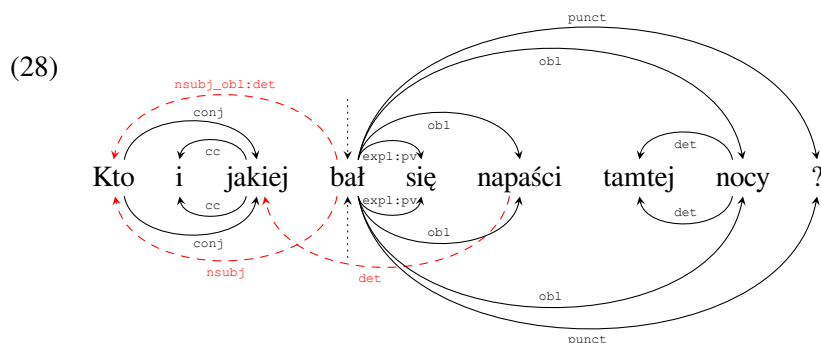 punct
(28)
obl
nsubj_obl:det
conj
obl
cc
expl:pv
det
Kto i jakiej bał się napaści tamtej nocy ?
cc
expl:pv
det
conj
obl
nsubj
det
obl
punct